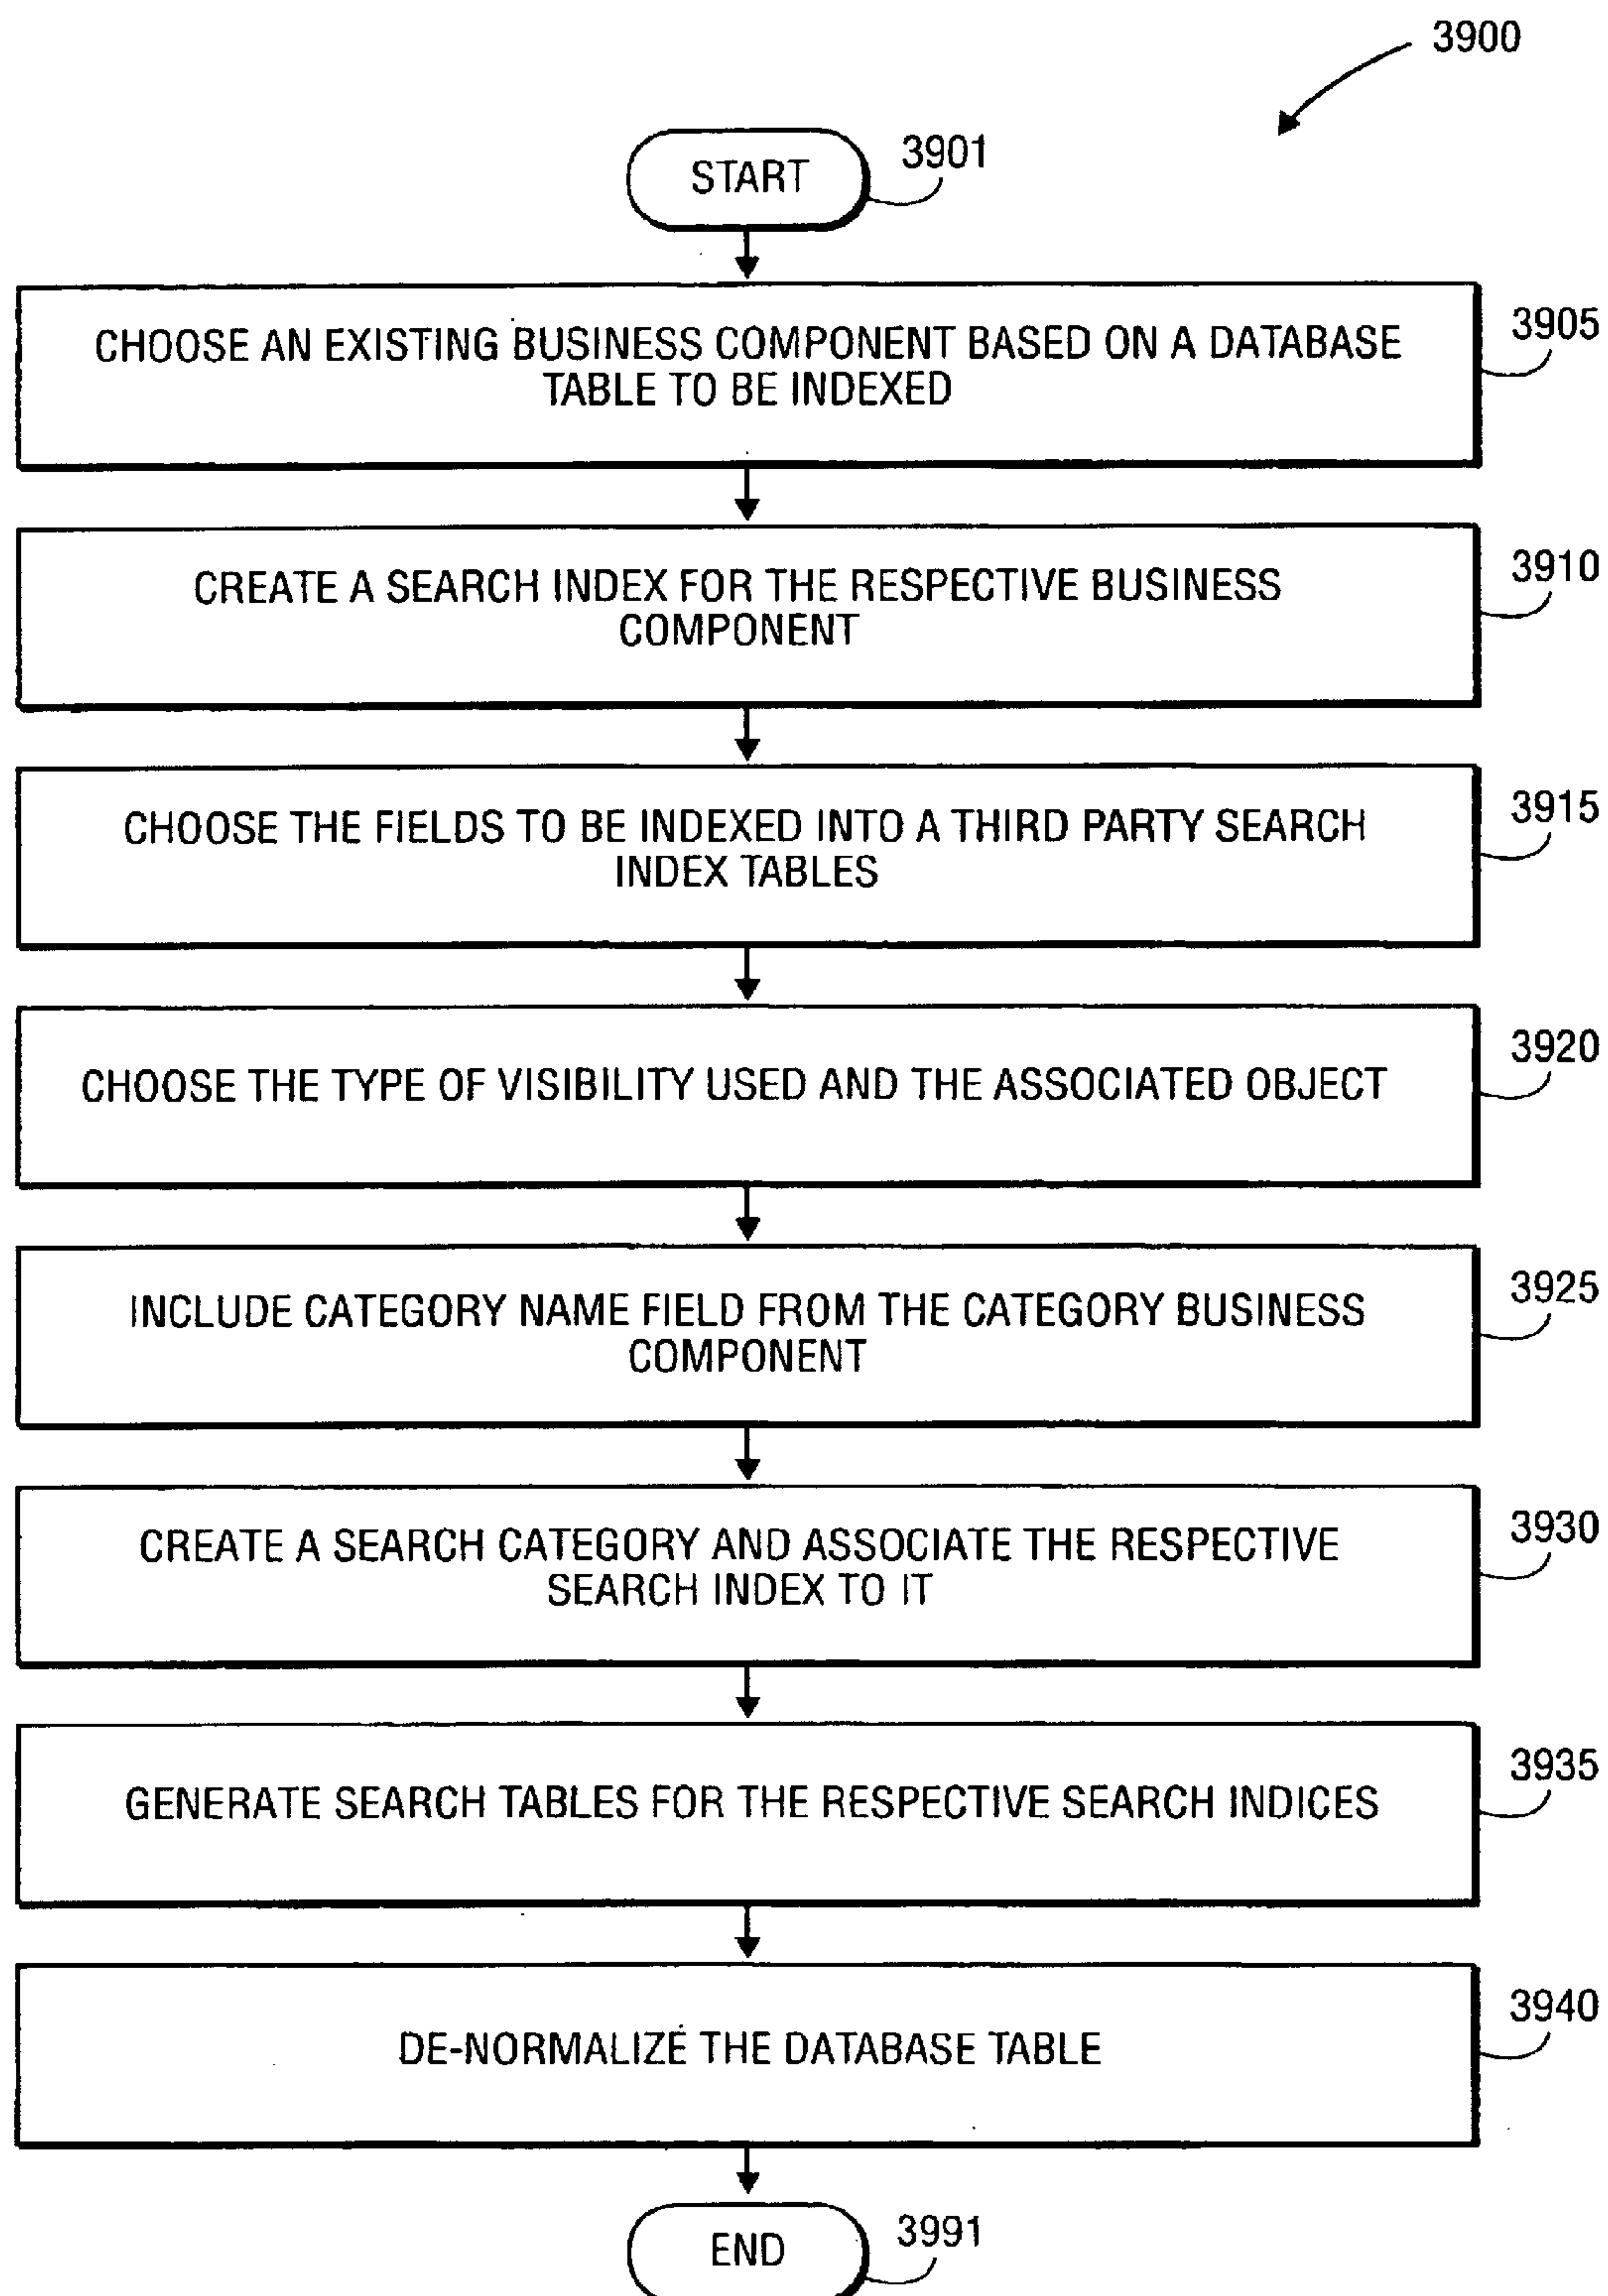 3900
START
3901
CHOOSE AN EXISTING BUSINESS COMPONENT BASED ON A DATABASE
TABLE TO BE INDEXED
3905
CREATE A SEARCH INDEX FOR THE RESPECTIVE BUSINESS
COMPONENT
3910
CHOOSE THE FIELDS TO BE INDEXED INTO A THIRD PARTY SEARCH
INDEX TABLES
3915
CHOOSE THE TYPE OF VISIBILITY USED AND THE ASSOCIATED OBJECT
3920
INCLUDE CATEGORY NAME FIELD FROM THE CATEGORY BUSINESS
COMPONENT
3925
CREATE A SEARCH CATEGORY AND ASSOCIATE THE RESPECTIVE
SEARCH INDEX TO IT
3930
GENERATE SEARCH TABLES FOR THE RESPECTIVE SEARCH INDICES
3935
DE-NORMALIZE THE DATABASE TABLE
3940
END
3991